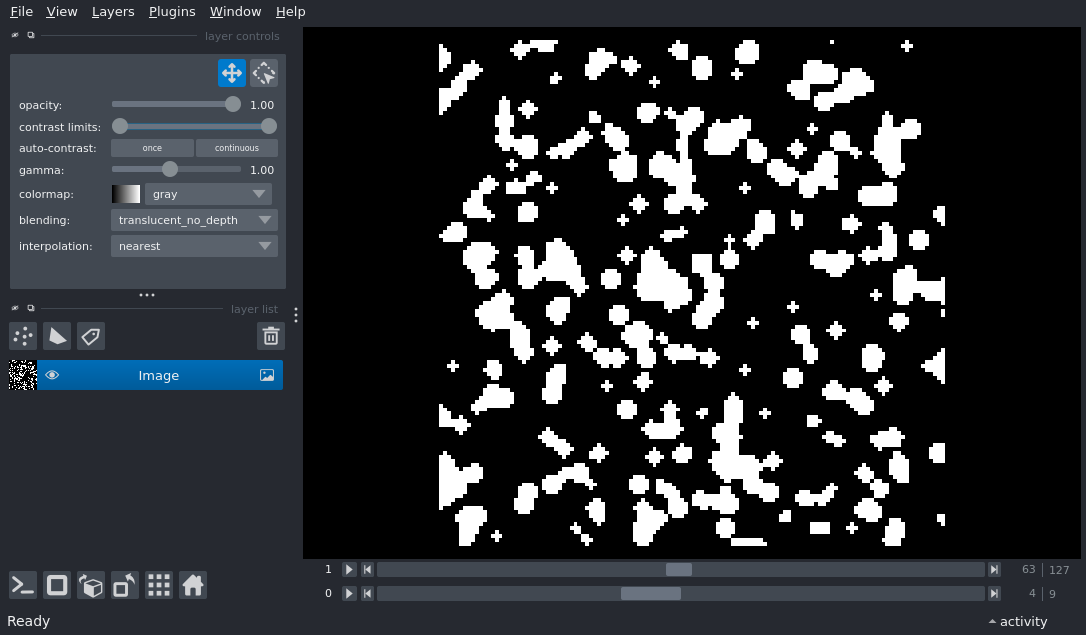 File View Layers Plugins Window Help
layer controls
opacity: 1.00
contrast limits:
auto-contrast: once continuous
gamma: 1.00
colormap: gray
blending: translucent_no_depth
interpolation: nearest
layer list
Image
1 63 127
0 4 9
Ready activity